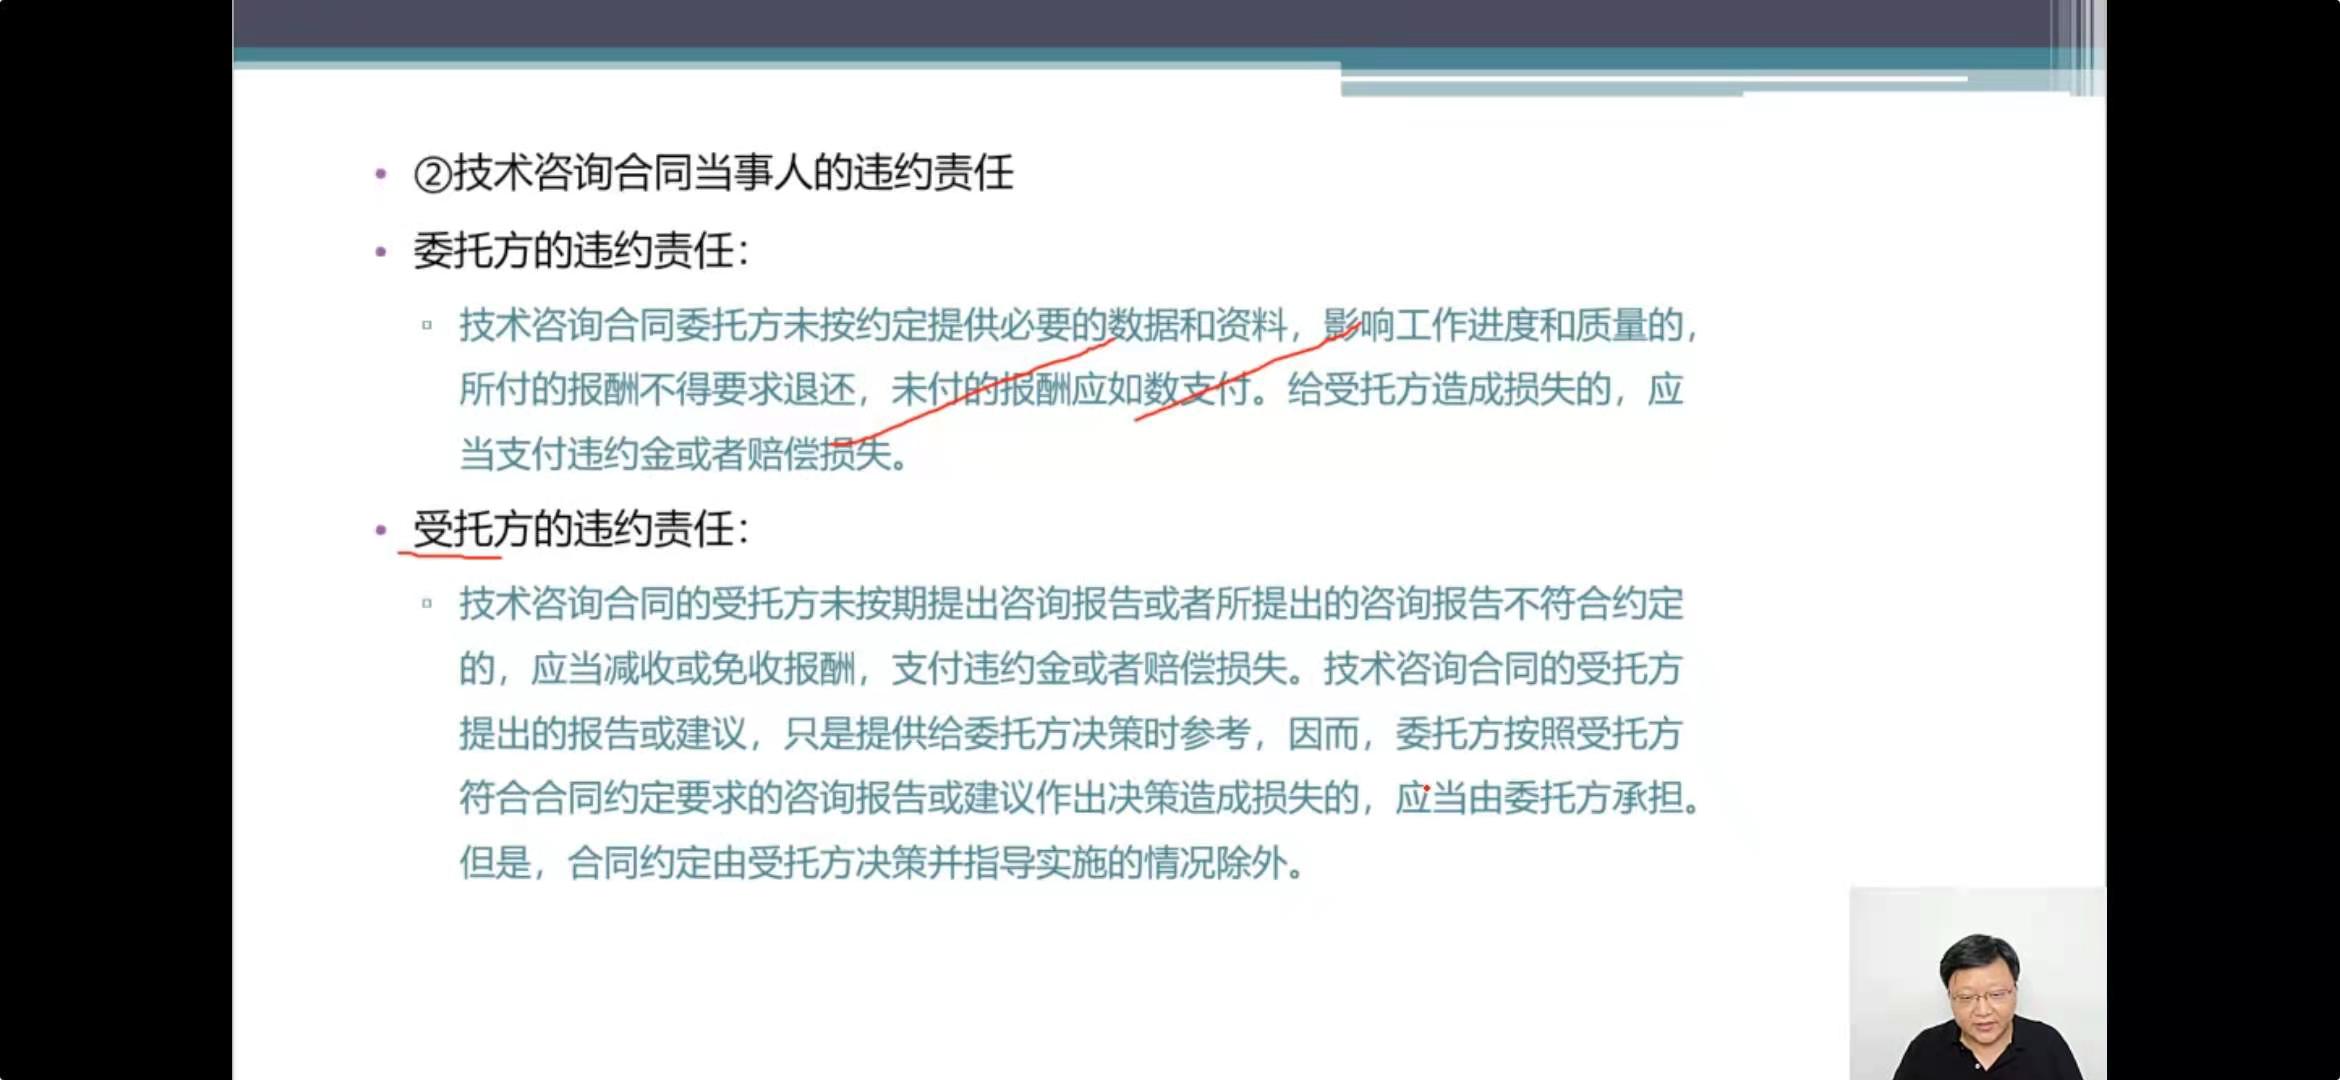 ②技术咨询合同当事人的违约责任
委托方的违约责任：
技术咨询合同委托方未按约定提供必要的数据和资料，影响工作进度和质量的，
所付的报酬不得要求退还，未付的报酬应如数支付。给受托方造成损失的，应
当支付违约金或者赔偿损失。
受托方的违约责任：
技术咨询合同的受托方未按期提出咨询报告或者所提出的咨询报告不符合约定
的，应当减收或免收报酬，支付违约金或者赔偿损失。技术咨询合同的受托方
提出的报告或建议，只是提供给委托方决策时参考，因而，委托方按照受托方
符合合同约定要求的咨询报告或建议作出决策造成损失的，应当由委托方承担。
但是，合同约定由受托方决策并指导实施的情况除外。